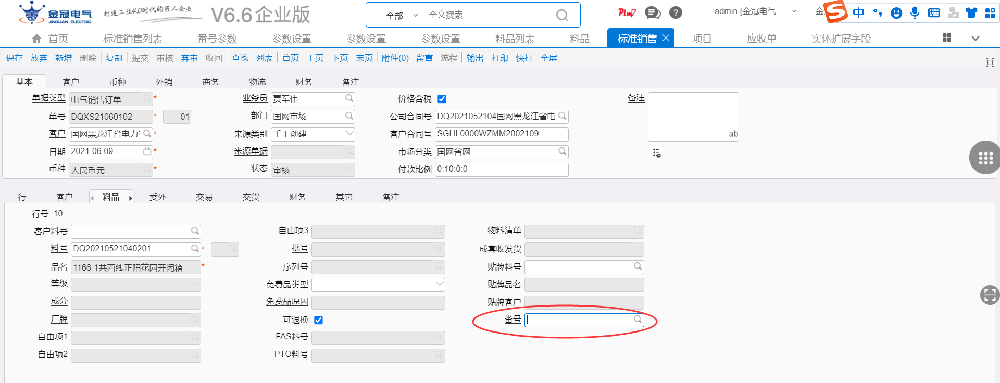 金冠电气
JINGUAN ELECTRIC
打造工业4.0时代的匠人企业
V6.6企业版
全部
全文搜索
Plm7
admin [金冠电气...
金
中
首页 标准销售列表 番号参数 参数设置 参数设置 参数设置 料品列表 料品 标准销售 项目 应收单 实体扩展字段
保存 放弃 新增 删除 复制 提交 审核 弃审 收回 查找 列表 首页 上页 下页 末页 附件(0) 留言 流程 输出 打印 快打 全屏
基本 客户 币种 外销 商务 物流 财务 备注
单据类型 电气销售订单 * 业务员 贾军伟 价格含税 备注
单号 DQXS21060102 * 01 部门 国网市场 公司合同号 DQ2021052104国网黑龙江省电
客户 国网黑龙江省电力 * 来源类别 手工创建 客户合同号 SGHL0000WZMM2002109 ab
日期 2021.06.09 * 来源单据 市场分类 国网省网
币种 人民币元 * 状态 审核 付款比例 0:10:0:0
行 客户 料品 委外 交易 交货 财务 其它 备注
行号 10
客户料号 自由项3 物料清单
料号 DQ20210521040201 * 批号 成套收发货
品名 1166-1共西线正阳花园开闭箱 * 序列号 贴牌料号
等级 免费品类型 贴牌品名
成分 免费品原因 贴牌客户
厂牌 可退换 番号
自由项1 FAS料号
自由项2 PTO料号